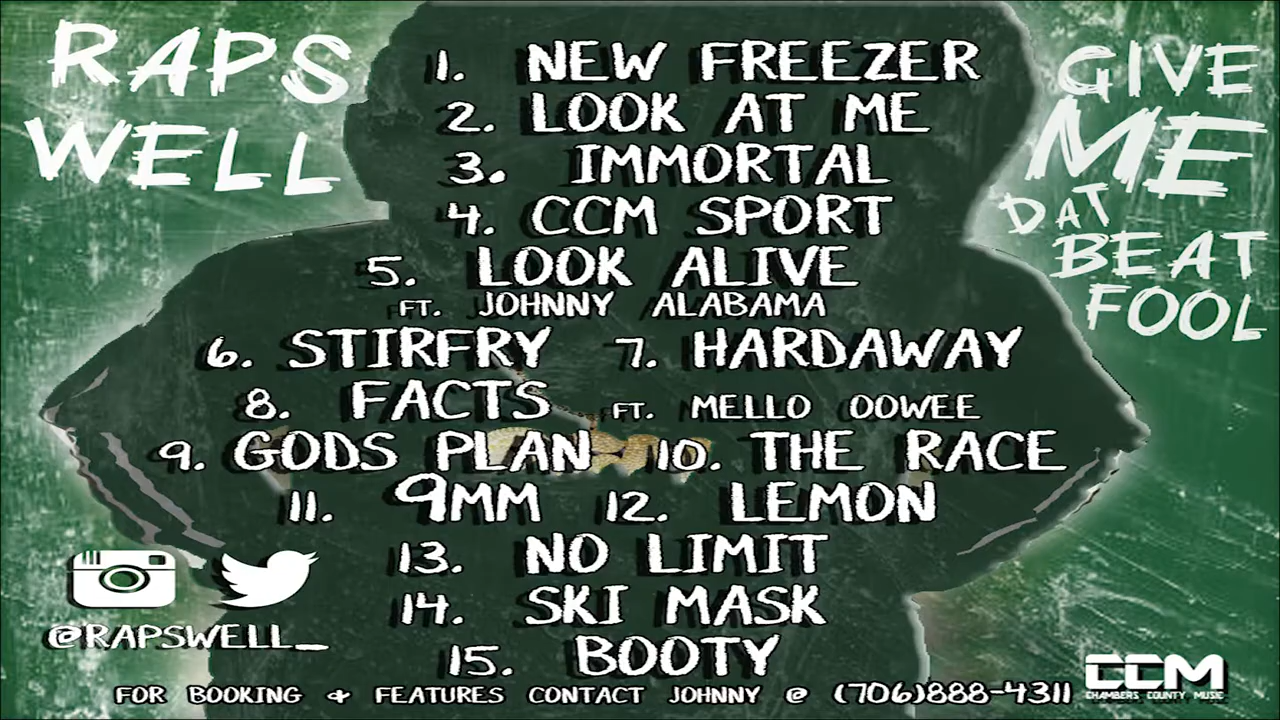 RAPS
WELL
GIVE
ME
DAT
BEAT
FOOL
1. NEW FREEZER
2. LOOK AT ME
3. IMMORTAL
4. CCM SPORT
5. LOOK ALIVE
FT. JOHNNY ALABAMA
6. STIRFRY 7. HARDAWAY
8. FACTS FT. MELLO OOWEE
9. GODS PLAN 10. THE RACE
11. 9MM 12. LEMON
13. NO LIMIT
14. SKI MASK
15. BOOTY
@RAPSWELL_
FOR BOOKING & FEATURES CONTACT JOHNNY @ (706)888-4311
CCM
CHAMBERS COUNTY MUSIC